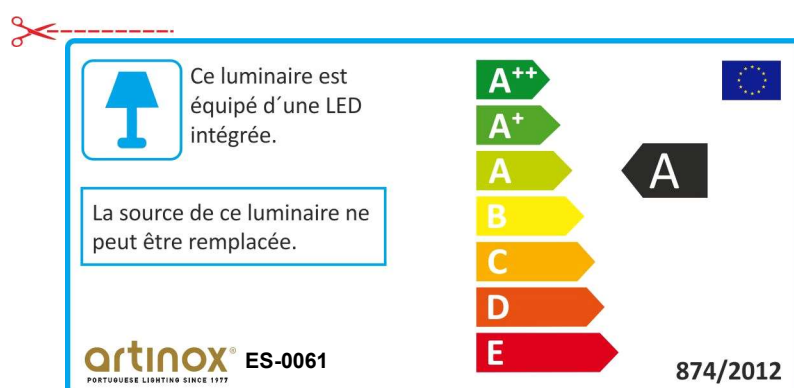 Ce luminaire est
équipé d´une LED
intégrée.
La source de ce luminaire ne
peut être remplacée.
artinox® ES-0061
PORTUGUESE LIGHTING SINCE 1977
A++
A+
A
B
C
D
E
A
874/2012